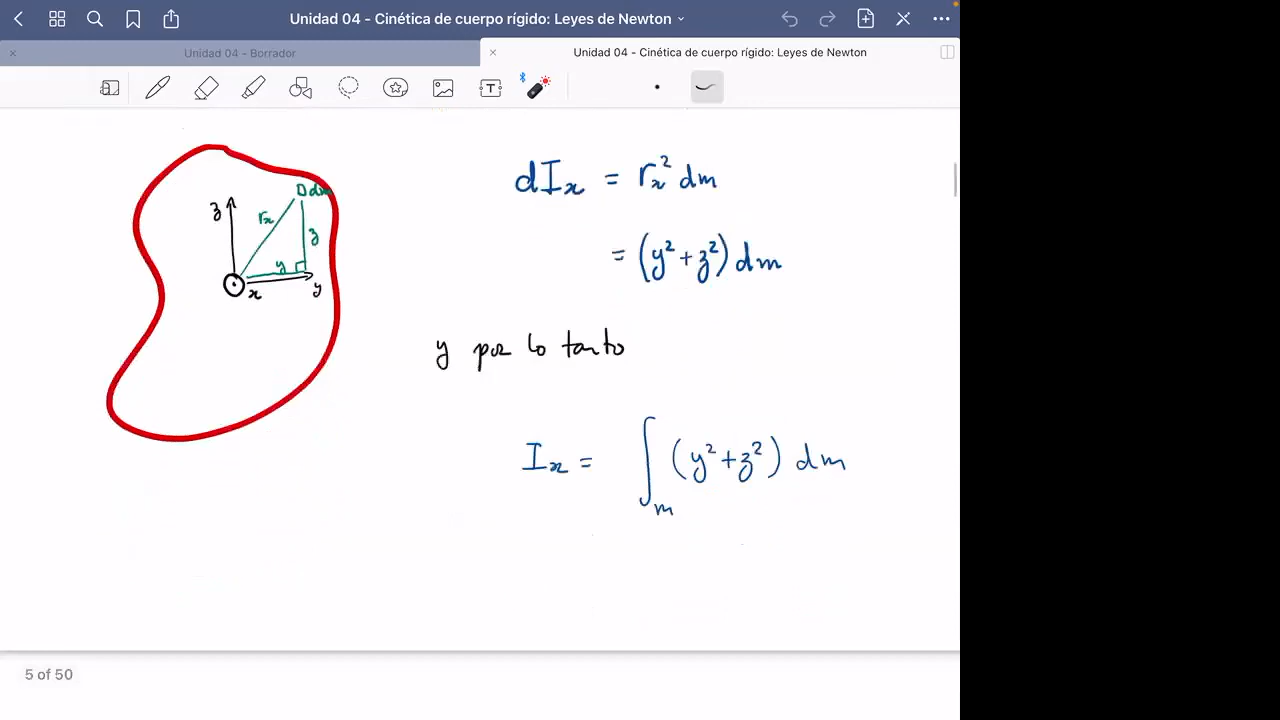 Unidad 04 - Cinética de cuerpo rígido: Leyes de Newton
Unidad 04 - Borrador
Unidad 04 - Cinética de cuerpo rígido: Leyes de Newton
T
z
rₓ
dm
z
y
x
y
dIₓ = rₓ² dm
= (y² + z²) dm
y por lo tanto
Iₓ = ∫ₘ (y² + z²) dm
5 of 50